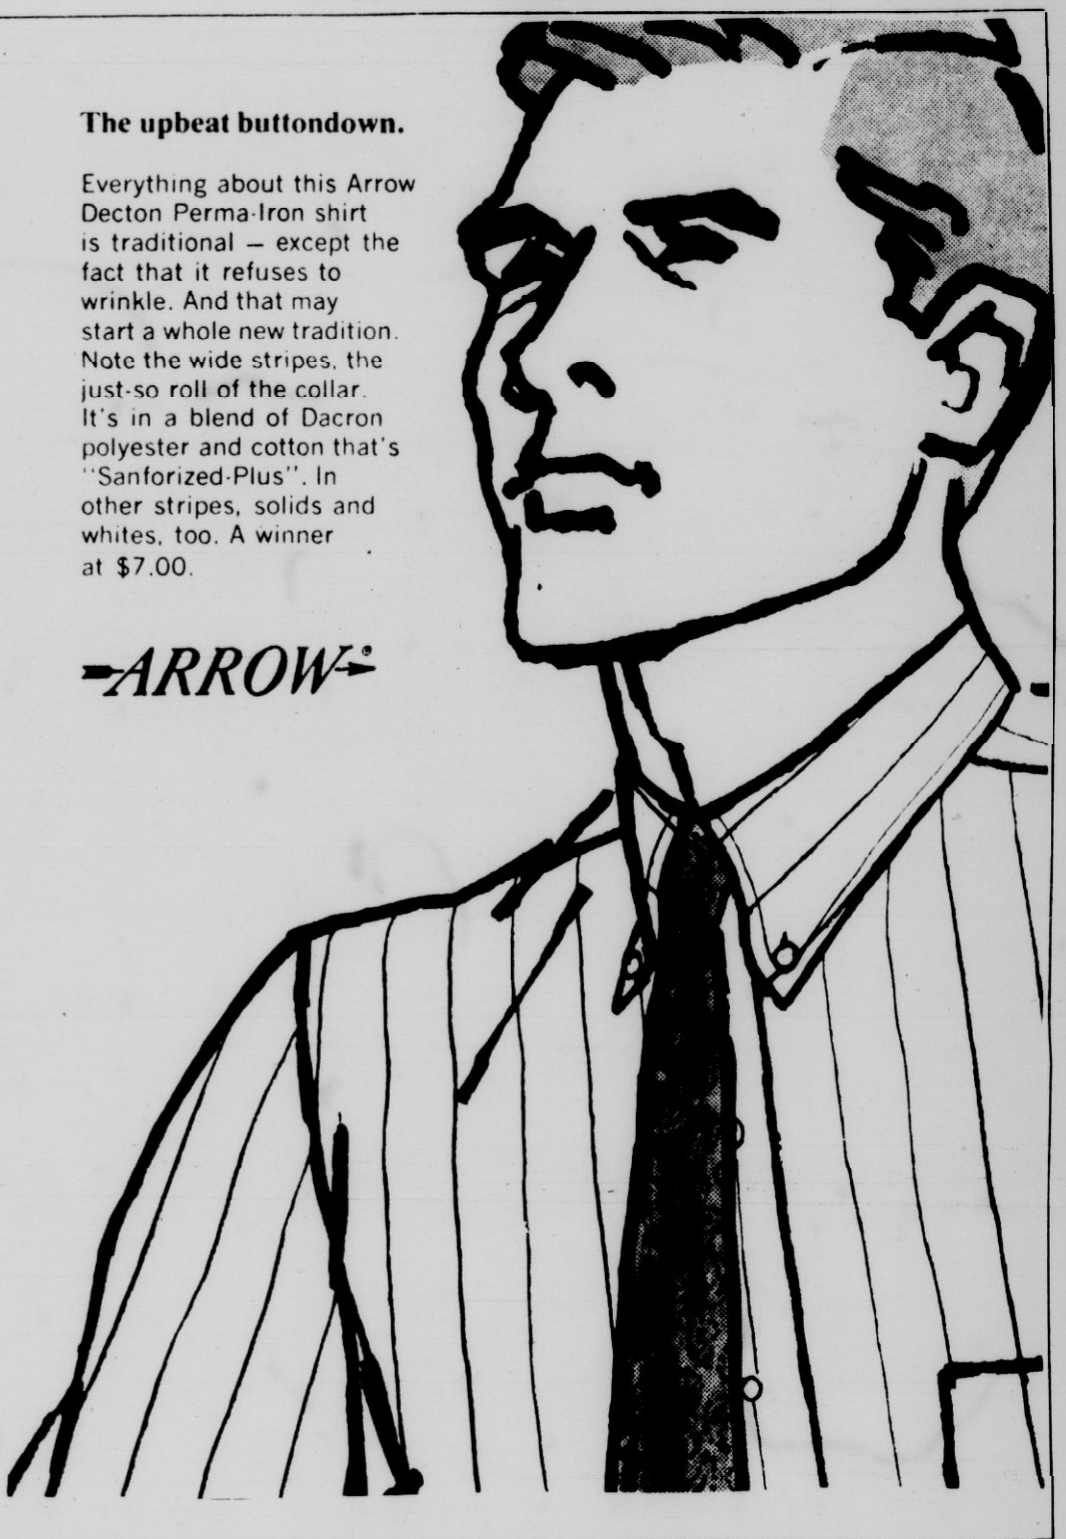 The upbeat buttondown.
Everything about this Arrow
Decton Perma-Iron shirt
is traditional — except the
fact that it refuses to
wrinkle. And that may
start a whole new tradition.
Note the wide stripes, the
just-so roll of the collar.
It's in a blend of Dacron
polyester and cotton that's
"Sanforized-Plus". In
other stripes, solids and
whites, too. A winner
at $7.00.
ARROW